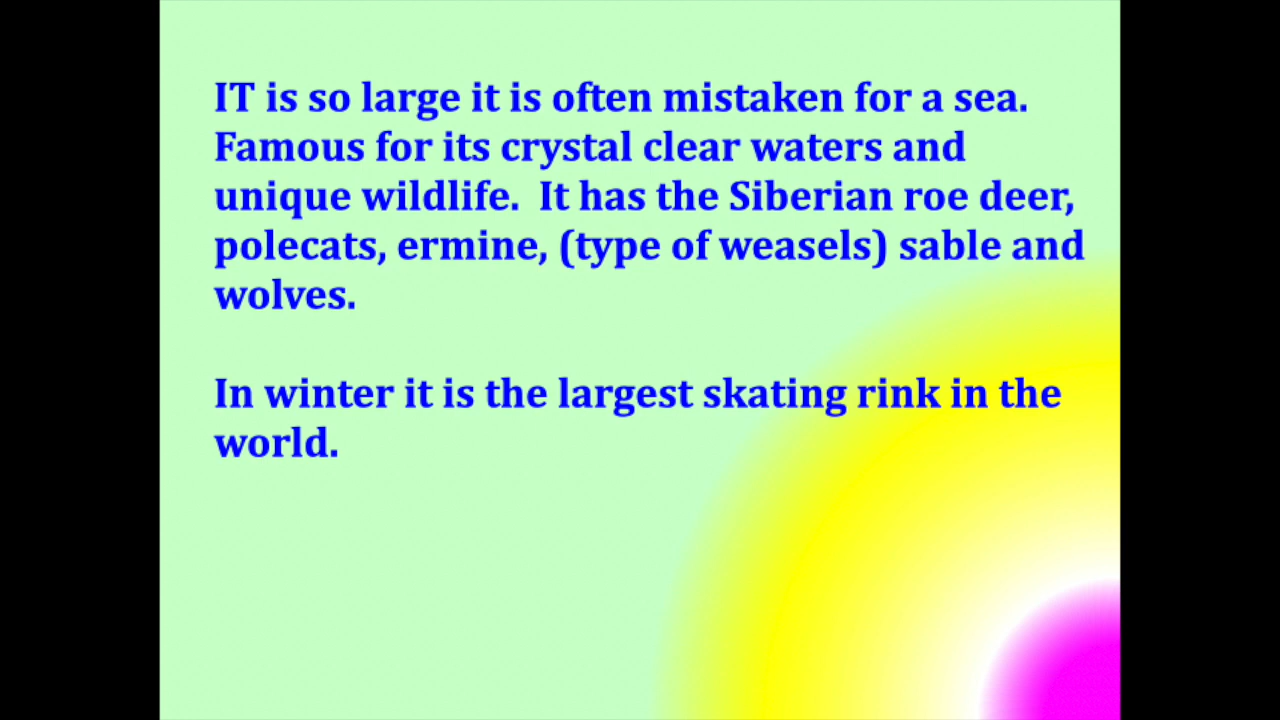 IT is so large it is often mistaken for a sea.
Famous for its crystal clear waters and
unique wildlife.  It has the Siberian roe deer,
polecats, ermine, (type of weasels) sable and
wolves.
In winter it is the largest skating rink in the
world.